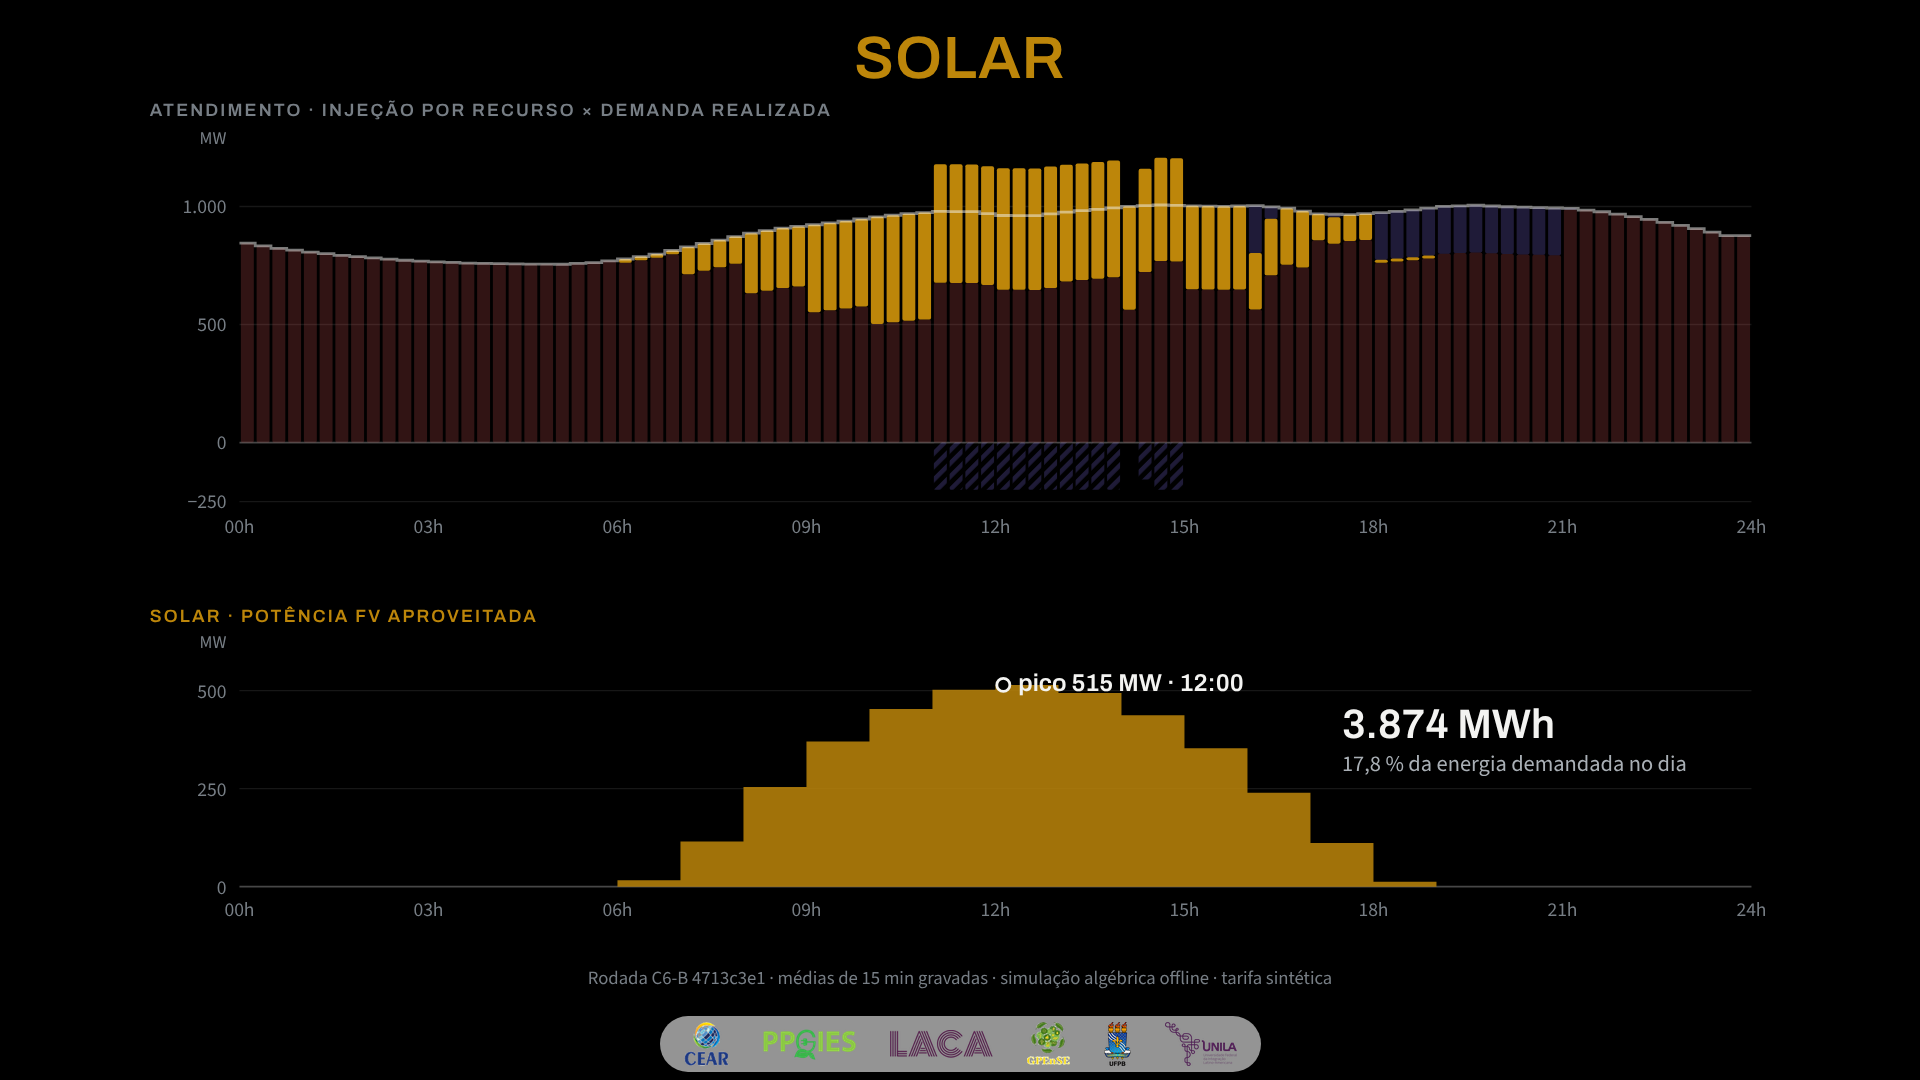 SOLAR
ATENDIMENTO · INJEÇÃO POR RECURSO × DEMANDA REALIZADA
MW
1.000
500
0
−250
00h 03h 06h 09h 12h 15h 18h 21h 24h
SOLAR · POTÊNCIA FV APROVEITADA
MW
500
250
0
pico 515 MW · 12:00
3.874 MWh
17,8 % da energia demandada no dia
00h 03h 06h 09h 12h 15h 18h 21h 24h
Rodada C6-B 4713c3e1 · médias de 15 min gravadas · simulação algébrica offline · tarifa sintética
CEAR PPGIES LACA GPEnSE UFPB UNILA